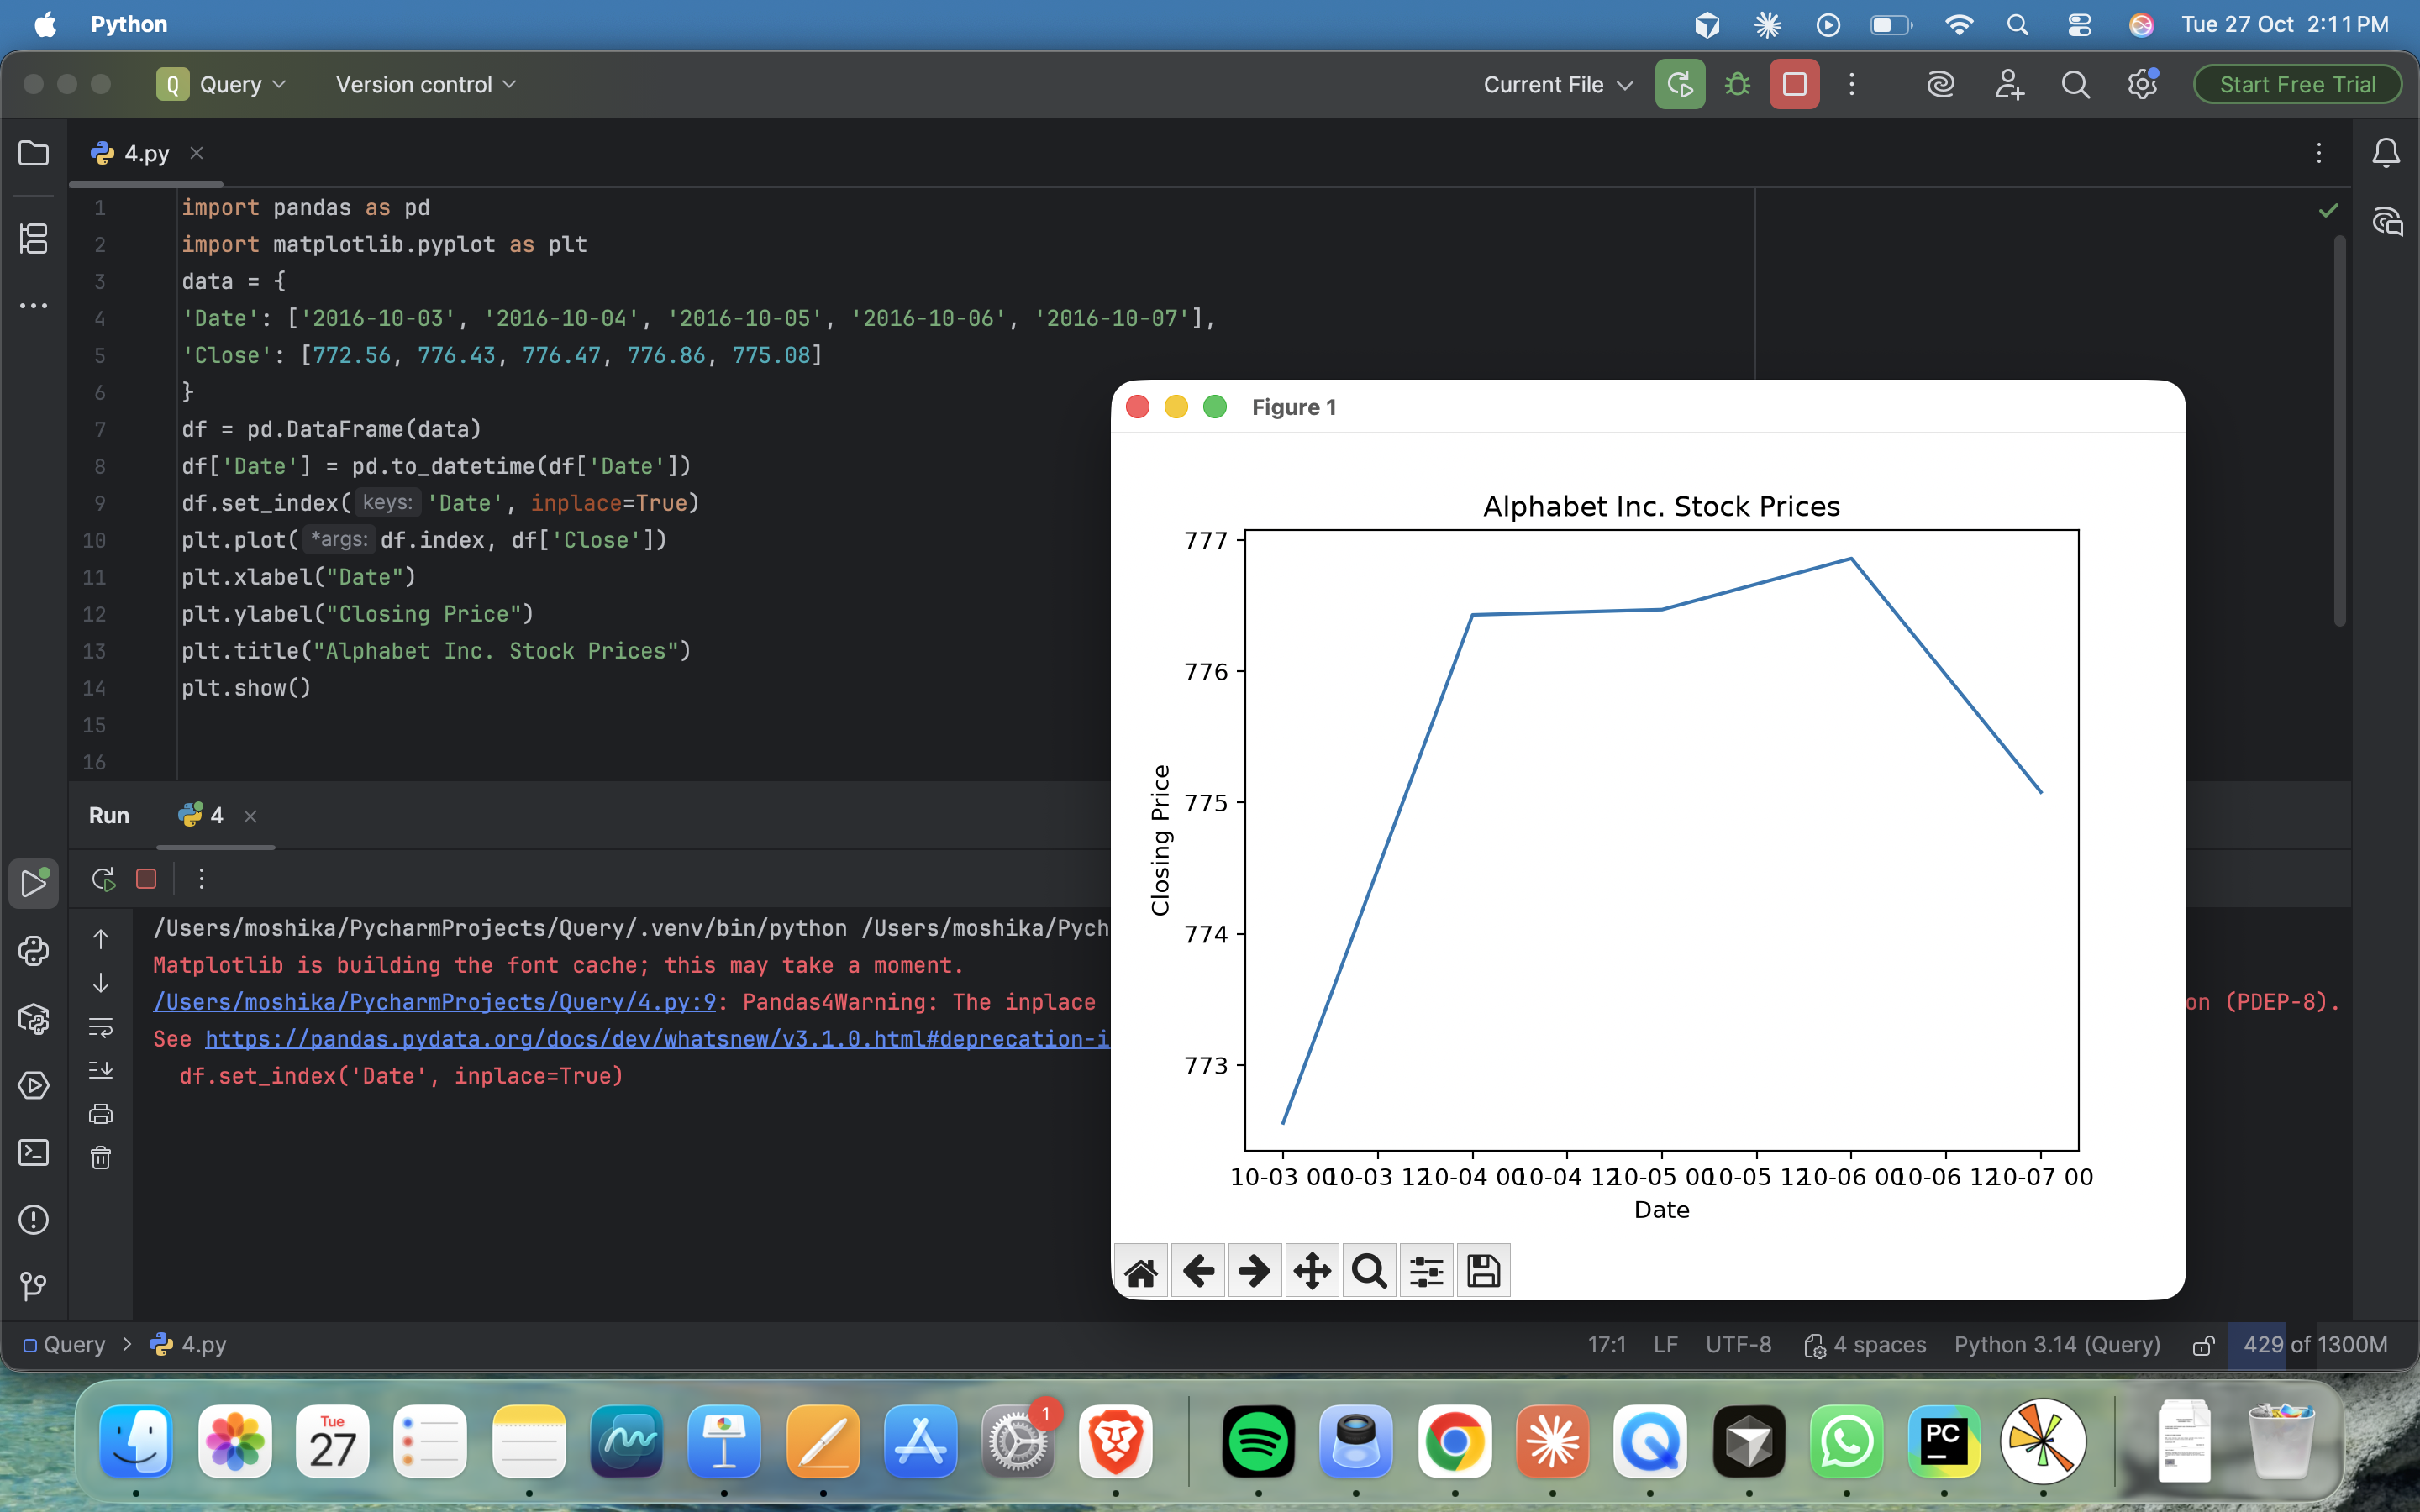 Python
Tue 27 Oct 2:11 PM
Q Query
Version control
Current File
Start Free Trial
4.py
1 import pandas as pd
2 import matplotlib.pyplot as plt
3 data = {
4 'Date': ['2016-10-03', '2016-10-04', '2016-10-05', '2016-10-06', '2016-10-07'],
5 'Close': [772.56, 776.43, 776.47, 776.86, 775.08]
6 }
7 df = pd.DataFrame(data)
8 df['Date'] = pd.to_datetime(df['Date'])
9 df.set_index( keys: 'Date', inplace=True)
10 plt.plot( *args: df.index, df['Close'])
11 plt.xlabel("Date")
12 plt.ylabel("Closing Price")
13 plt.title("Alphabet Inc. Stock Prices")
14 plt.show()
15
16
Figure 1
Alphabet Inc. Stock Prices
777
776
775
774
773
Closing Price
10-03 00 10-03 12 10-04 00 10-04 12 10-05 00 10-05 12 10-06 00 10-06 12 10-07 00
Date
Run
4
/Users/moshika/PycharmProjects/Query/.venv/bin/python /Users/moshika/Pych
Matplotlib is building the font cache; this may take a moment.
/Users/moshika/PycharmProjects/Query/4.py:9: Pandas4Warning: The inplace
on (PDEP-8).
See https://pandas.pydata.org/docs/dev/whatsnew/v3.1.0.html#deprecation-i
df.set_index('Date', inplace=True)
Query > 4.py
17:1 LF UTF-8 4 spaces Python 3.14 (Query) 429 of 1300M
Tue
27
1
PC